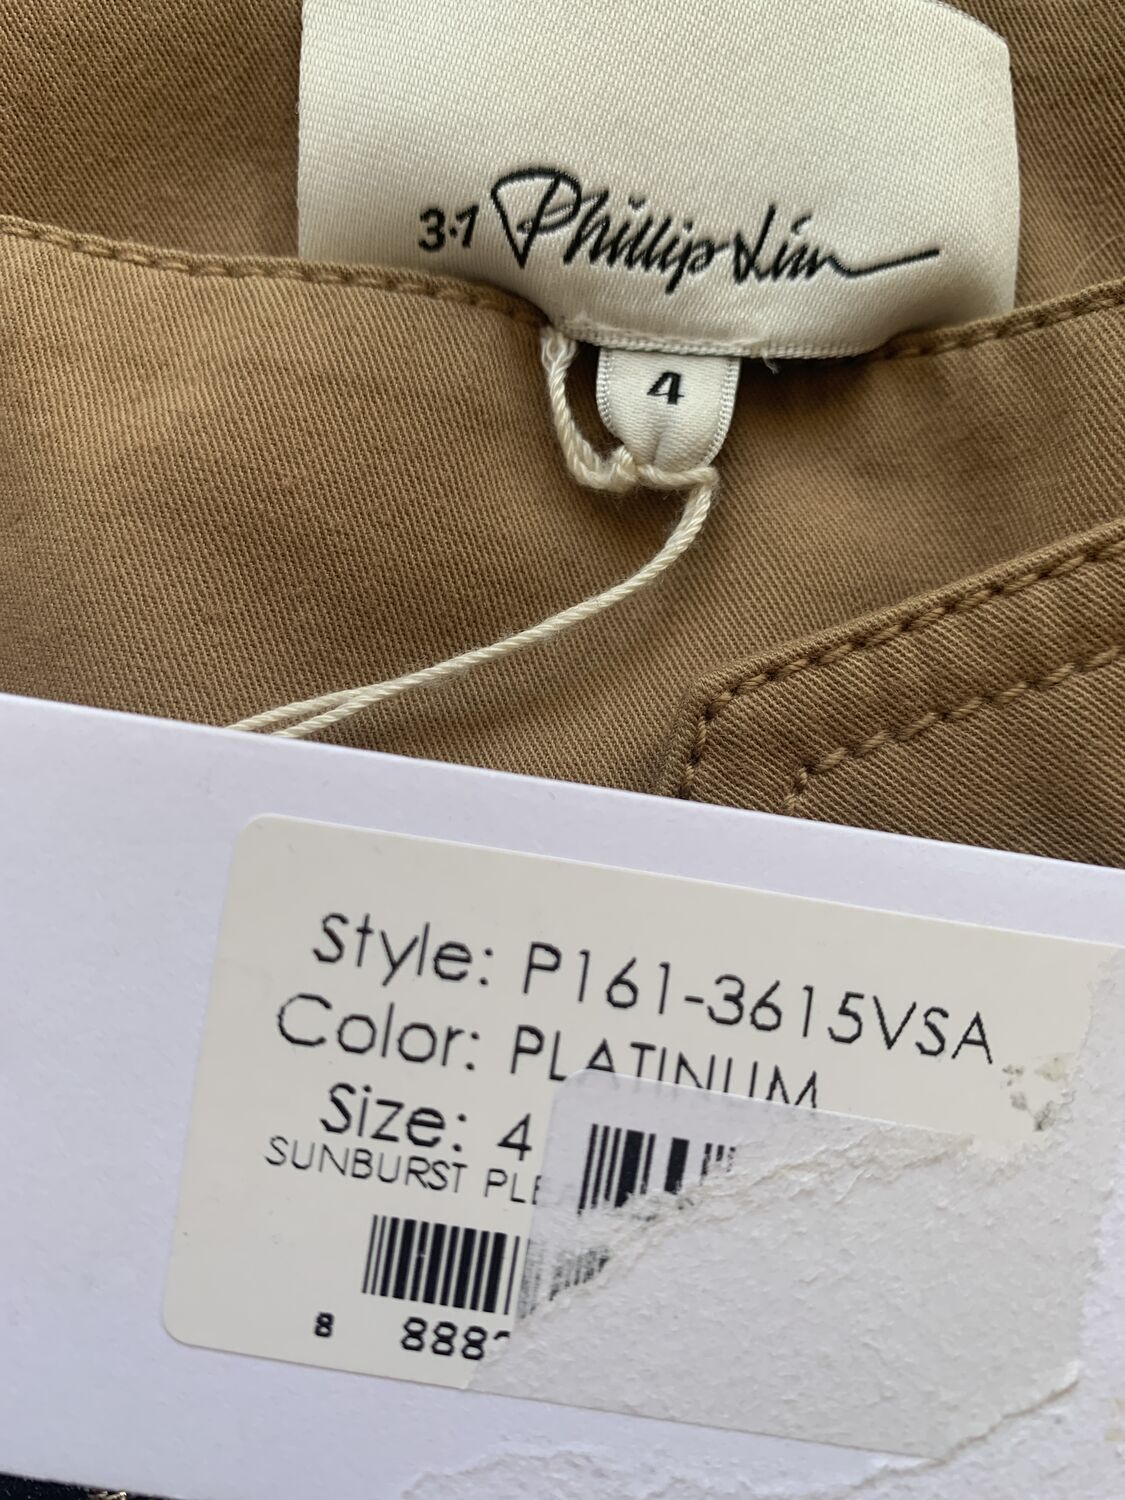 3.1 Phillip Lim
4
Style: P161-3615VSA
Color: PLATINUM
Size: 4
SUNBURST
8 888